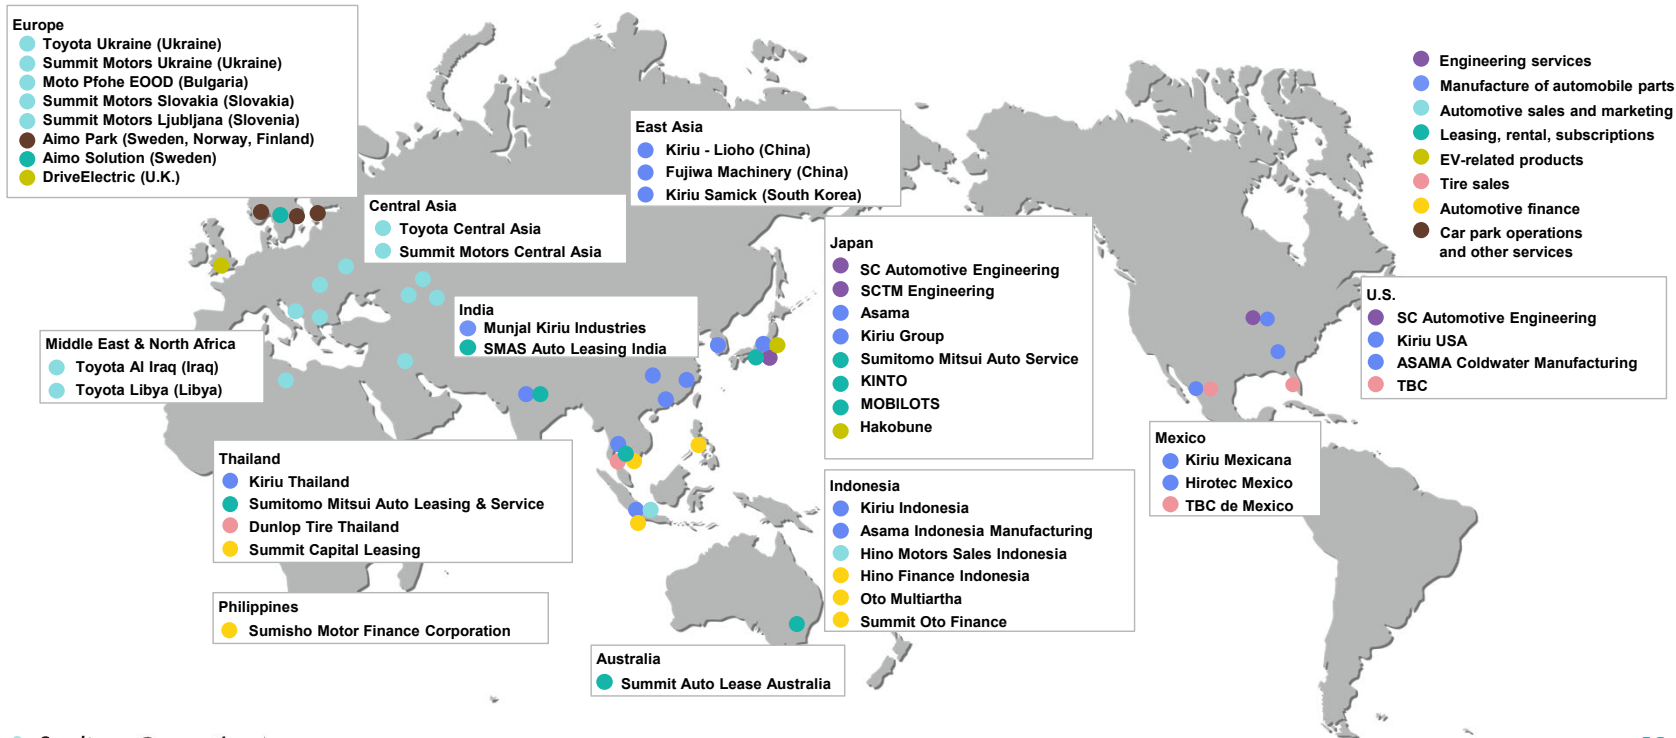 Europe
Toyota Ukraine (Ukraine)
Summit Motors Ukraine (Ukraine)
Moto Pfohe EOOD (Bulgaria)
Summit Motors Slovakia (Slovakia)
Summit Motors Ljubljana (Slovenia)
Aimo Park (Sweden, Norway, Finland)
Aimo Solution (Sweden)
DriveElectric (U.K.)
East Asia
Kiriu - Lioho (China)
Fujiwa Machinery (China)
Kiriu Samick (South Korea)
Engineering services
Manufacture of automobile parts
Automotive sales and marketing
Leasing, rental, subscriptions
EV-related products
Tire sales
Automotive finance
Car park operations
and other services
Central Asia
Toyota Central Asia
Summit Motors Central Asia
Japan
SC Automotive Engineering
SCTM Engineering
Asama
Kiriu Group
Sumitomo Mitsui Auto Service
KINTO
MOBILOTS
Hakobune
India
Munjal Kiriu Industries
SMAS Auto Leasing India
U.S.
SC Automotive Engineering
Kiriu USA
ASAMA Coldwater Manufacturing
TBC
Middle East & North Africa
Toyota Al Iraq (Iraq)
Toyota Libya (Libya)
Mexico
Kiriu Mexicana
Hirotec Mexico
TBC de Mexico
Thailand
Kiriu Thailand
Sumitomo Mitsui Auto Leasing & Service
Dunlop Tire Thailand
Summit Capital Leasing
Indonesia
Kiriu Indonesia
Asama Indonesia Manufacturing
Hino Motors Sales Indonesia
Hino Finance Indonesia
Oto Multiartha
Summit Oto Finance
Philippines
Sumisho Motor Finance Corporation
Australia
Summit Auto Lease Australia